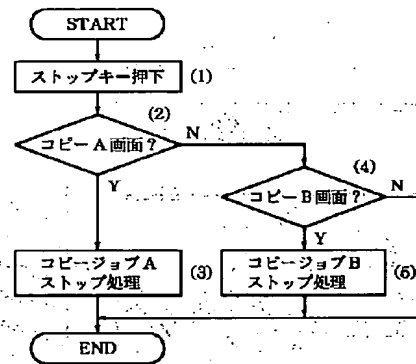 START
ストップキー押下 (1)
(2)
コピーA画面? N
Y
(4)
コピーB画面? N
Y
コピージョブA
ストップ処理 (3)
コピージョブB
ストップ処理 (5)
END